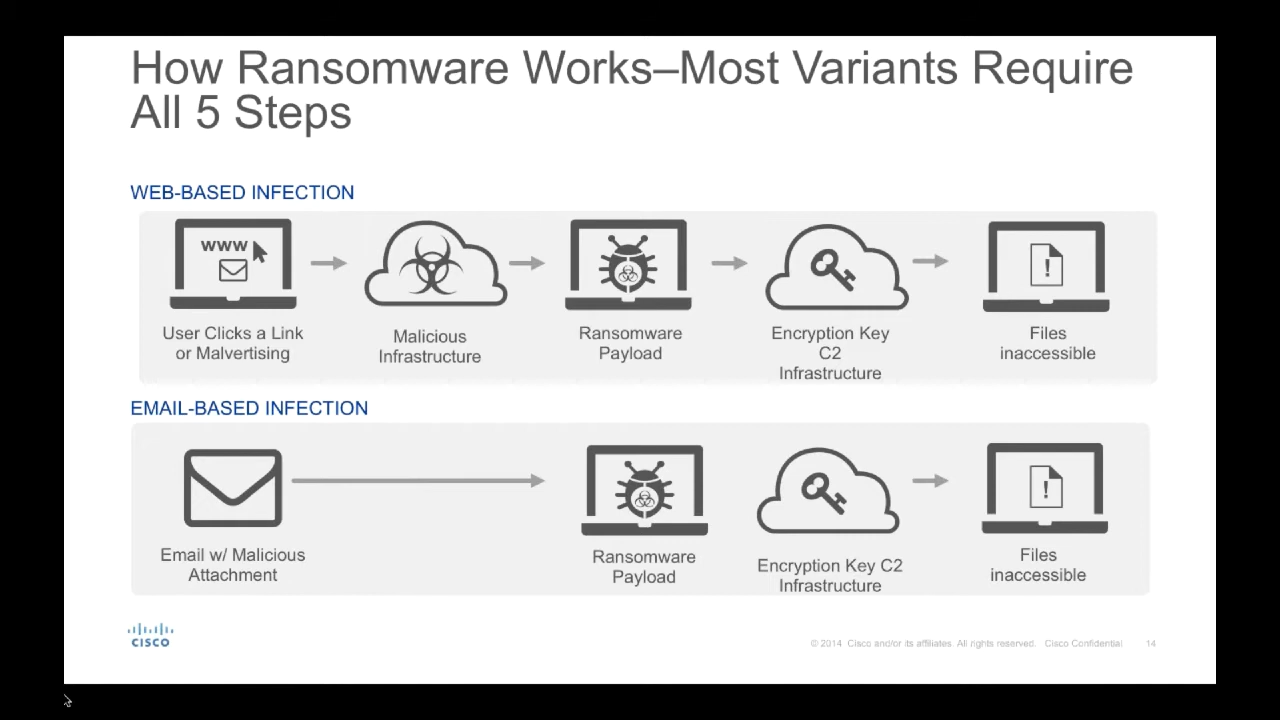 How Ransomware Works–Most Variants Require
All 5 Steps
WEB-BASED INFECTION
www
User Clicks a Link
or Malvertising
Malicious
Infrastructure
Ransomware
Payload
Encryption Key
C2
Infrastructure
!
Files
inaccessible
EMAIL-BASED INFECTION
Email w/ Malicious
Attachment
Ransomware
Payload
Encryption Key C2
Infrastructure
!
Files
inaccessible
CISCO
© 2014 Cisco and/or its affiliates. All rights reserved. Cisco Confidential 14